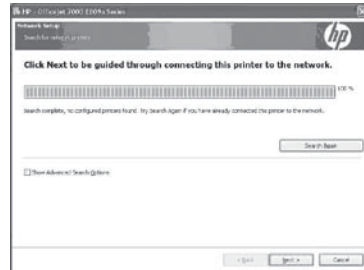 HP - Officejet 7000 E809a Series
Network Setup
Search for network printers
hp
Click Next to be guided through connecting this printer to the network.
100 %
Search complete, no configured printers found. Try Search Again if you have already connected the printer to the network.
Search Again
Show Advanced Search Options
< Back
Next >
Cancel